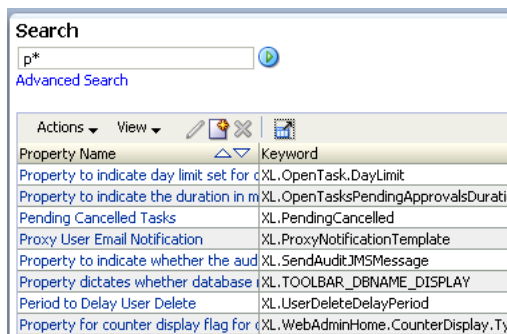 Search
p*
Advanced Search
Actions View
Property Name Keyword
Property to indicate day limit set for XL.OpenTask.DayLimit
Property to indicate the duration in XL.OpenTasksPendingApprovalsDurati
Pending Cancelled Tasks XL.PendingCancelled
Proxy User Email Notification XL.ProxyNotificationTemplate
Property to indicate whether the aud XL.SendAuditJMSMessage
Property dictates whether database XL.TOOLBAR_DBNAME_DISPLAY
Period to Delay User Delete XL.UserDeleteDelayPeriod
Property for counter display flag for XL.WebAdminHome.CounterDisplay.Ty